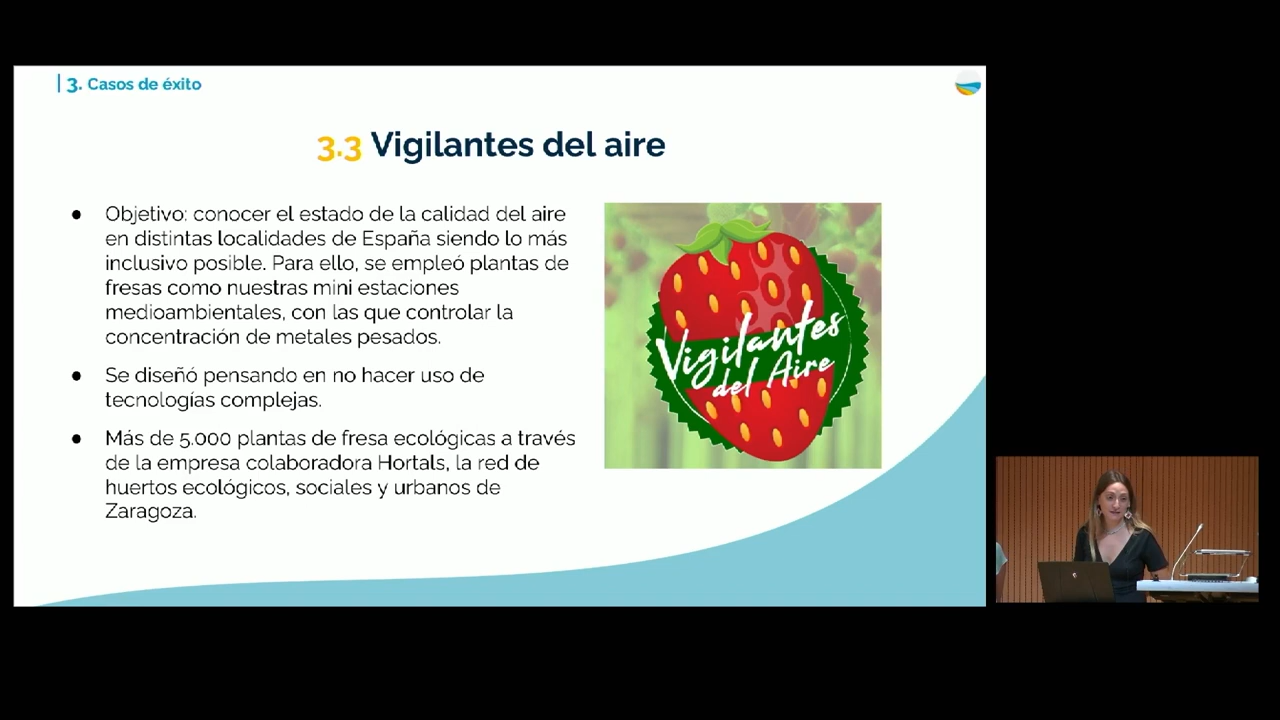 | 3. Casos de éxito
3.3 Vigilantes del aire
● Objetivo: conocer el estado de la calidad del aire
en distintas localidades de España siendo lo más
inclusivo posible. Para ello, se empleó plantas de
fresas como nuestras mini estaciones
medioambientales, con las que controlar la
concentración de metales pesados.
● Se diseñó pensando en no hacer uso de
tecnologías complejas.
● Más de 5.000 plantas de fresa ecológicas a través
de la empresa colaboradora Hortals, la red de
huertos ecológicos, sociales y urbanos de
Zaragoza.
Vigilantes
del Aire